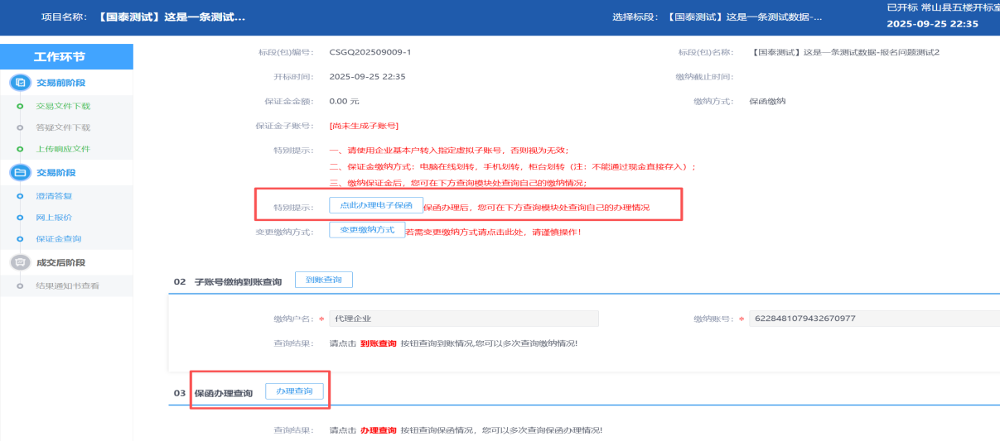 项目名称: 【国泰测试】这是一条测试... 选择标段: 【国泰测试】这是一条测试数据-... 已开标 常山县五楼开标室
2025-09-25 22:35
工作环节
交易前阶段
交易文件下载
答疑文件下载
上传响应文件
交易阶段
澄清答复
网上报价
保证金查询
成交后阶段
结果通知书查看
标段(包)编号: CSGQ202509009-1 标段(包)名称: 【国泰测试】这是一条测试数据-报名问题测试2
开标时间: 2025-09-25 22:35 缴纳截止时间:
保证金金额: 0.00 元 缴纳方式: 保函缴纳
保证金子账号: [尚未生成子账号]
特别提示: 一、请使用企业基本户转入指定虚拟子账号，否则视为无效;
二、保证金缴纳方式: 电脑在线划转，手机划转，柜台划转（注: 不能通过现金直接存入）;
三、缴纳保证金后，您可在下方查询模块处查询自己的缴纳情况;
特别提示: 点此办理电子保函 保函办理后，您可在下方查询模块处查询自己的办理情况
变更缴纳方式: 变更缴纳方式 若需变更缴纳方式请点击此处，请谨慎操作!
02 子账号缴纳到账查询 到账查询
缴纳户名: * 代理企业 缴纳账号: * 6228481079432670977
查询结果: 请点击 到账查询 按钮查询到账情况,您可以多次查询缴纳情况!
03 保函办理查询 办理查询
查询结果: 请点击 办理查询 按钮查询保函情况，您可以多次查询保函办理情况!